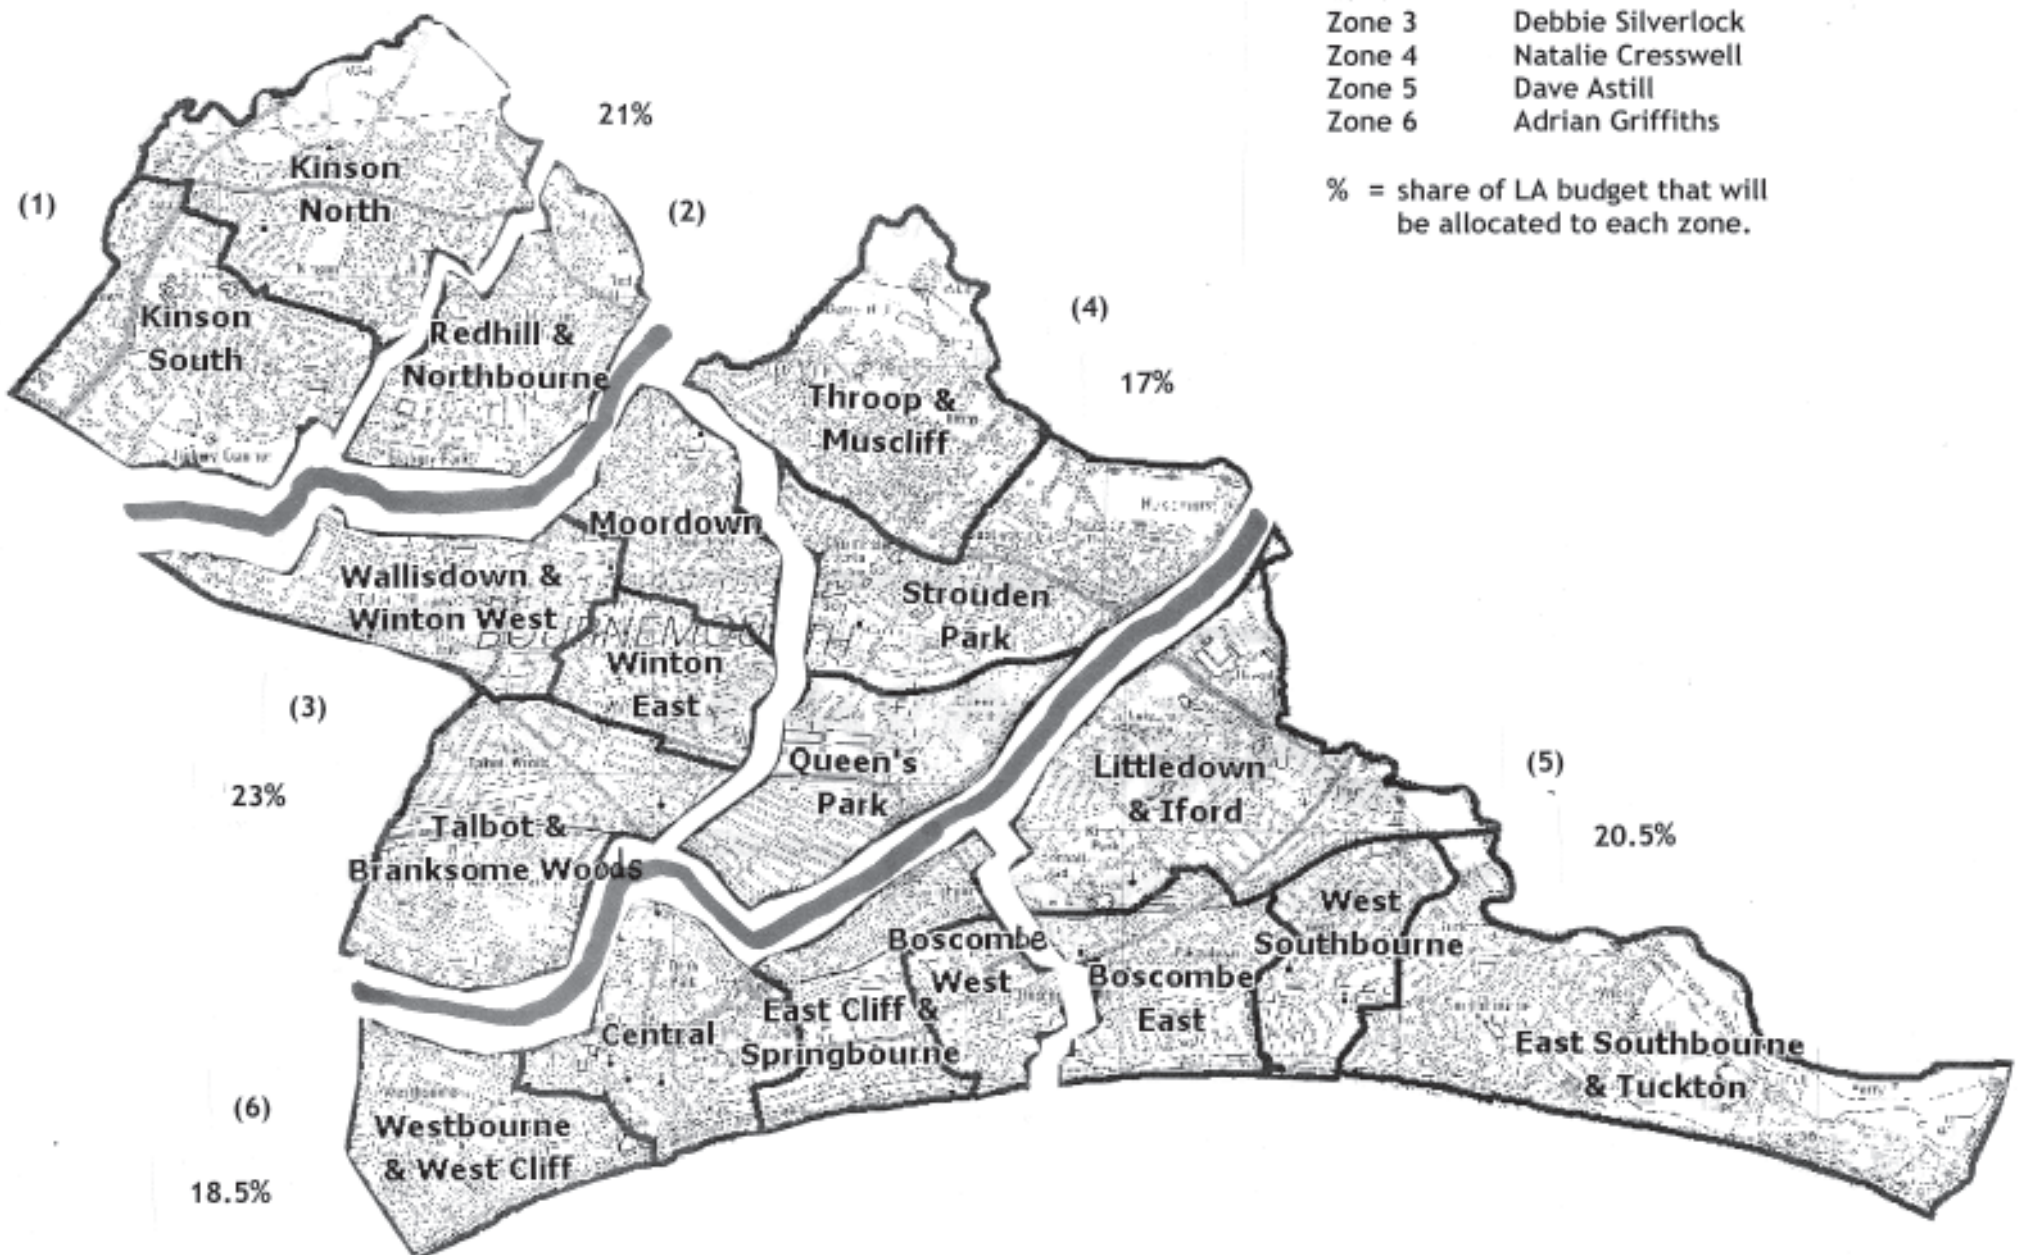 Zone 3 Debbie Silverlock
Zone 4 Natalie Cresswell
Zone 5 Dave Astill
Zone 6 Adrian Griffiths
% = share of LA budget that will
be allocated to each zone.
21%
Kinson
North
(1)
(2)
(4)
Kinson
South
Redhill &
Northbourne
17%
Throop &
Muscliff
Moordown
Wallisdown &
Winton West
BOURNEMOUTH
Strouden
Park
Winton
East
(3)
Queen's
Park
Littledown
& Iford
(5)
23%
20.5%
Talbot &
Branksome Woods
West
Southbourne
Boscombe
West
Boscombe
East
East Cliff &
Springbourne
Central
East Southbourne
& Tuckton
(6)
Westbourne
& West Cliff
18.5%